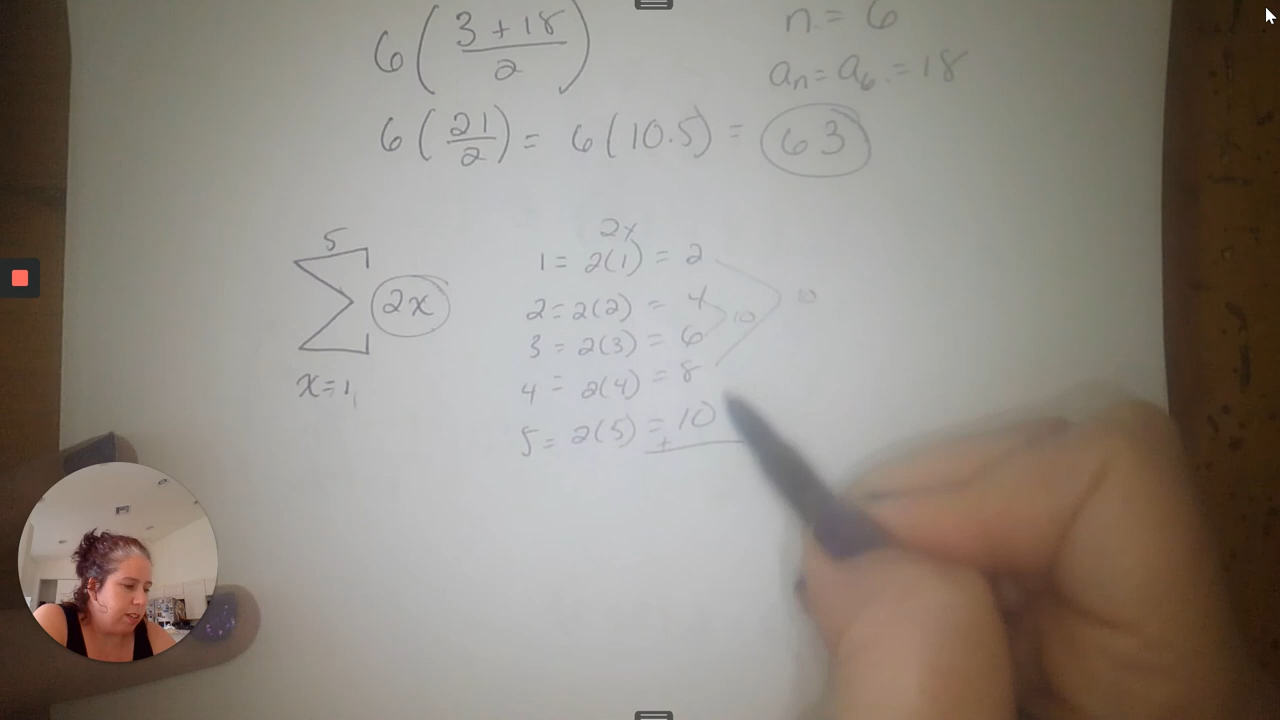 6(3+18/2)
n = 6
aₙ = a₆ = 18
6(21/2) = 6(10.5) = 63
5
Σ 2x
x=1
2x
1 = 2(1) = 2
2 = 2(2) = 4
3 = 2(3) = 6
4 = 2(4) = 8
5 = 2(5) = 10
+
10
10